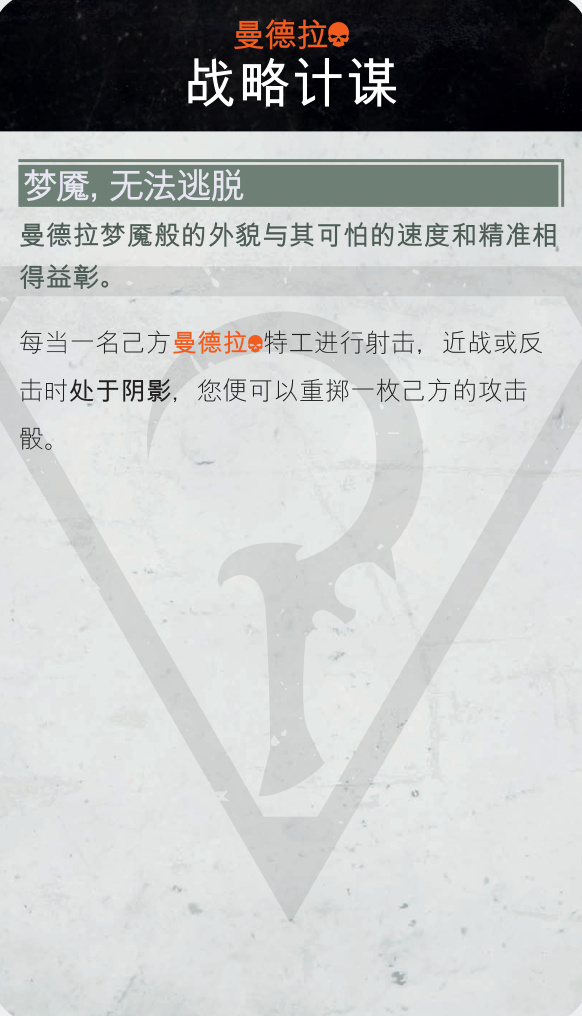 曼德拉
战略计谋
梦魇, 无法逃脱
曼德拉梦魇般的外貌与其可怕的速度和精准相
得益彰。
每当一名己方曼德拉特工进行射击，近战或反
击时处于阴影，您便可以重掷一枚己方的攻击
骰。